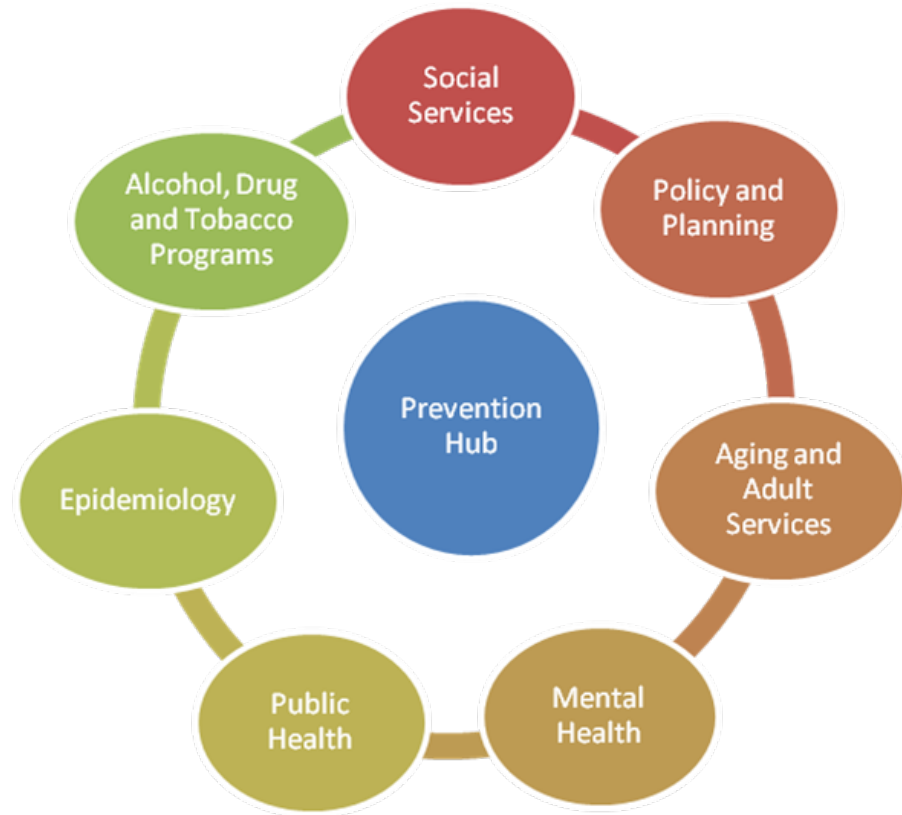 Social
Services
Policy and
Planning
Aging and
Adult
Services
Mental
Health
Public
Health
Epidemiology
Alcohol, Drug
and Tobacco
Programs
Prevention
Hub